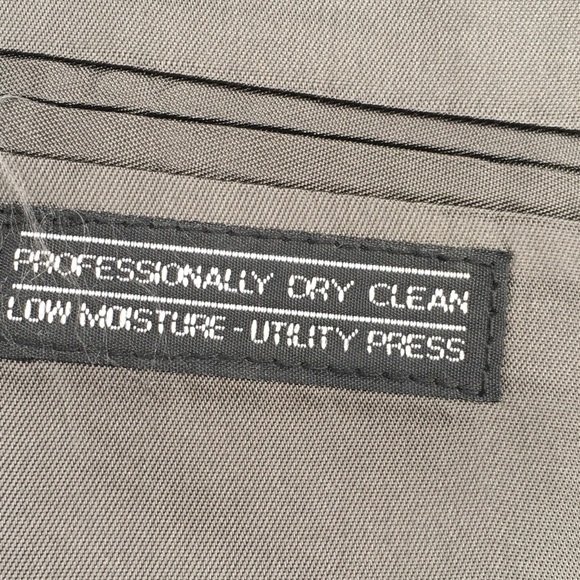 PROFESSIONALLY DRY CLEAN
LOW MOISTURE - UTILITY PRESS